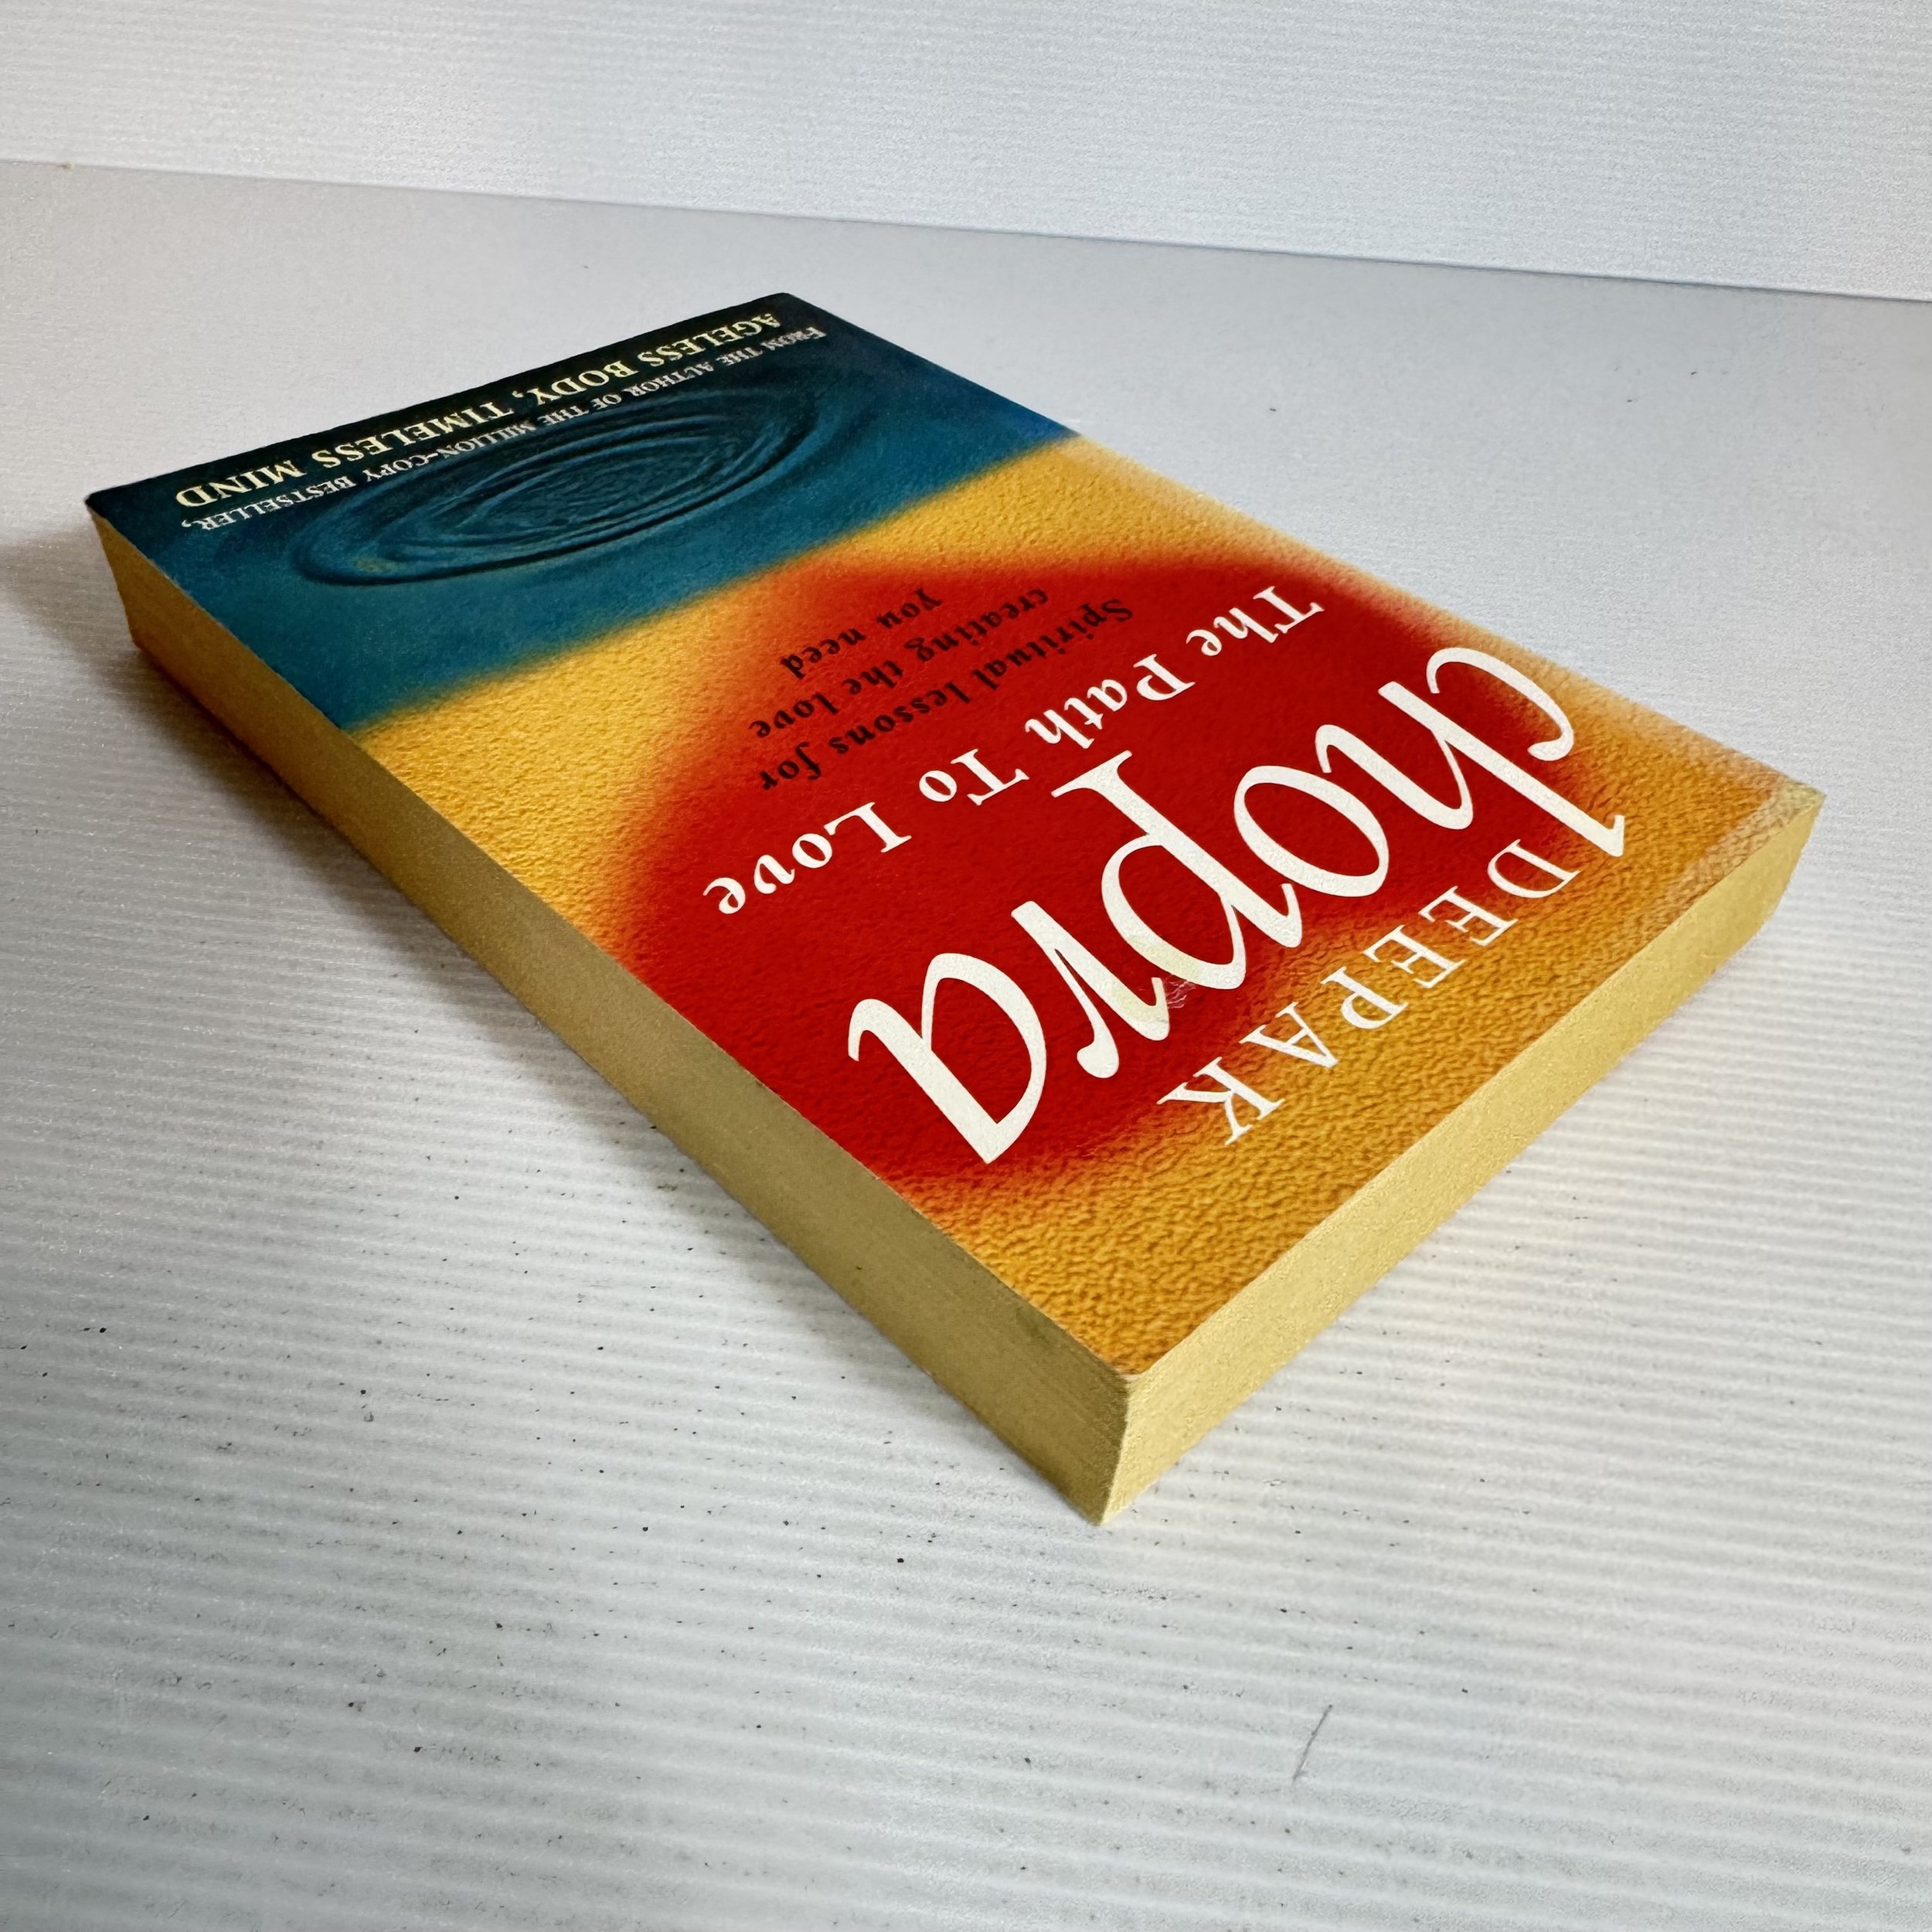 DEEPAK
chopra
The Path To Love
Spiritual lessons for
creating the love
you need
FROM THE AUTHOR OF THE MILLION-COPY BESTSELLER,
AGELESS BODY, TIMELESS MIND